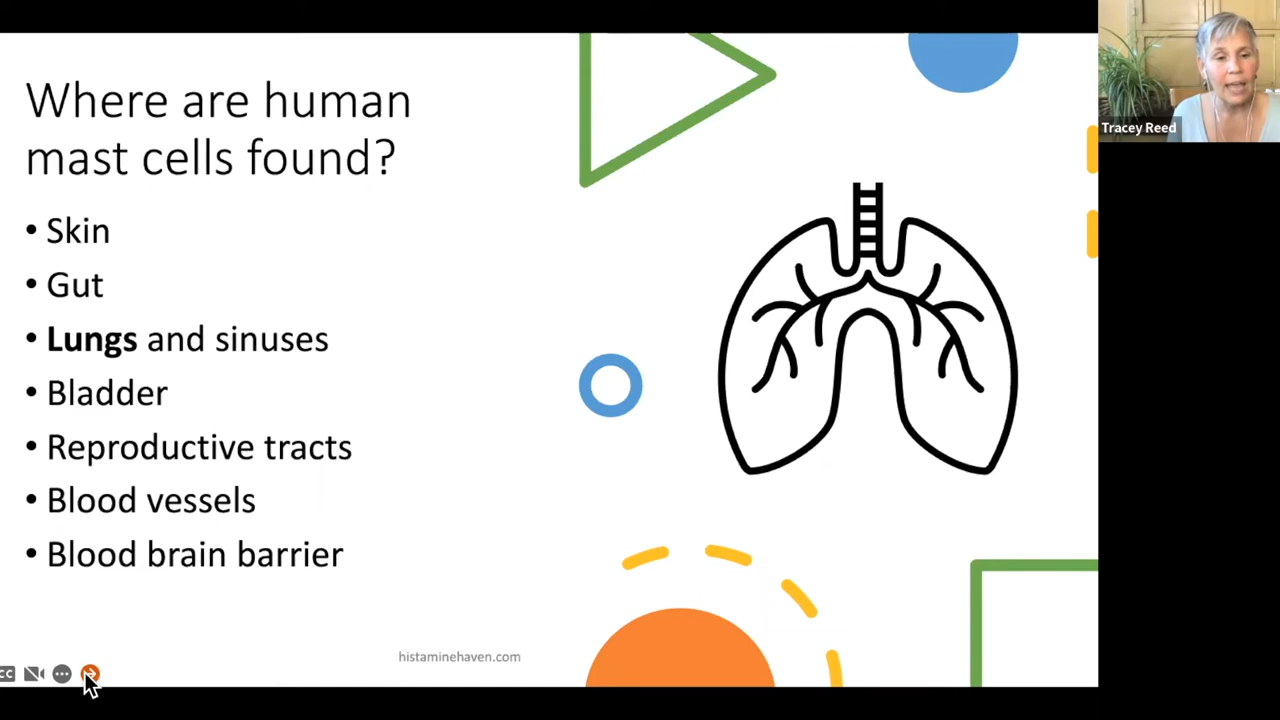 Where are human
mast cells found?
• Skin
• Gut
• Lungs and sinuses
• Bladder
• Reproductive tracts
• Blood vessels
• Blood brain barrier
histaminehaven.com
CC
Tracey Reed